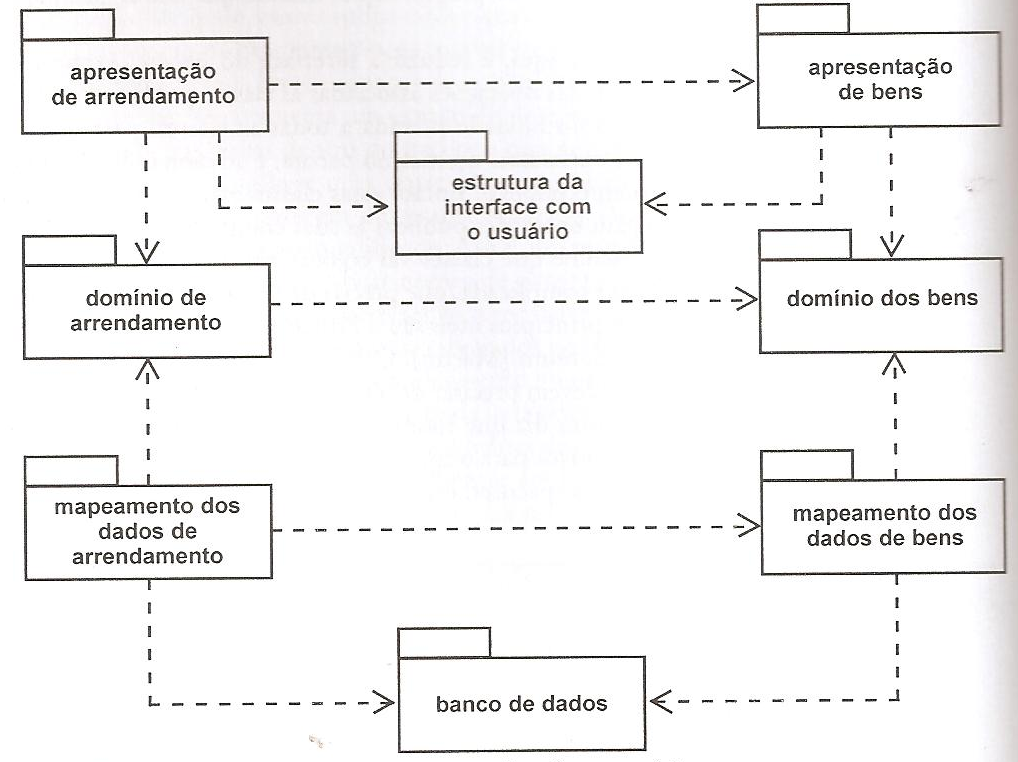 apresentação
de arrendamento
apresentação
de bens
estrutura da
interface com
o usuário
domínio de
arrendamento
domínio dos bens
mapeamento dos
dados de
arrendamento
mapeamento dos
dados de bens
banco de dados